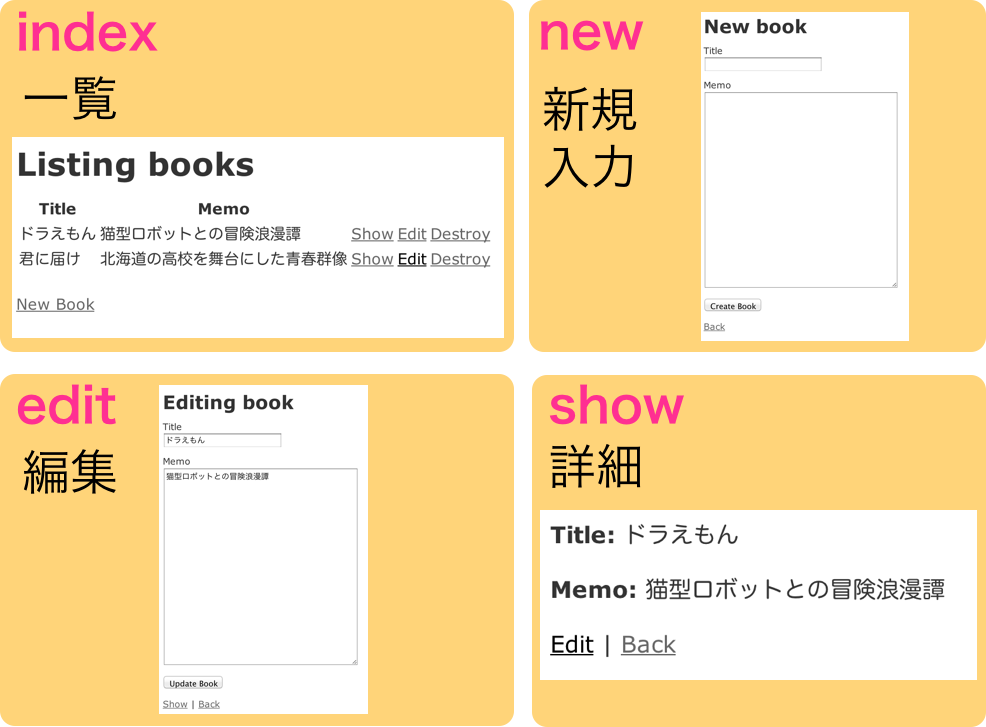 index
一覧
Listing books
Title Memo
ドラえもん 猫型ロボットとの冒険浪漫譚 Show Edit Destroy
君に届け 北海道の高校を舞台にした青春群像 Show Edit Destroy
New Book
new
新規
入力
New book
Title
Memo
Create Book
Back
edit
編集
Editing book
Title
ドラえもん
Memo
猫型ロボットとの冒険浪漫譚
Update Book
Show | Back
show
詳細
Title: ドラえもん
Memo: 猫型ロボットとの冒険浪漫譚
Edit | Back